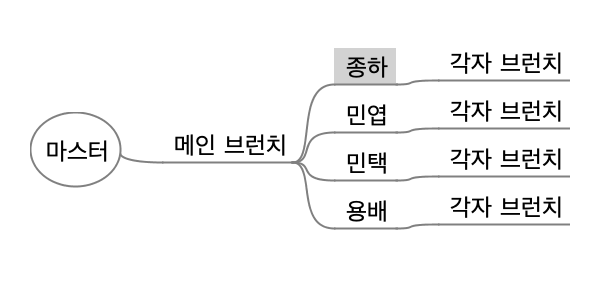 마스터
메인 브런치
종하
각자 브런치
민엽
각자 브런치
민택
각자 브런치
용배
각자 브런치